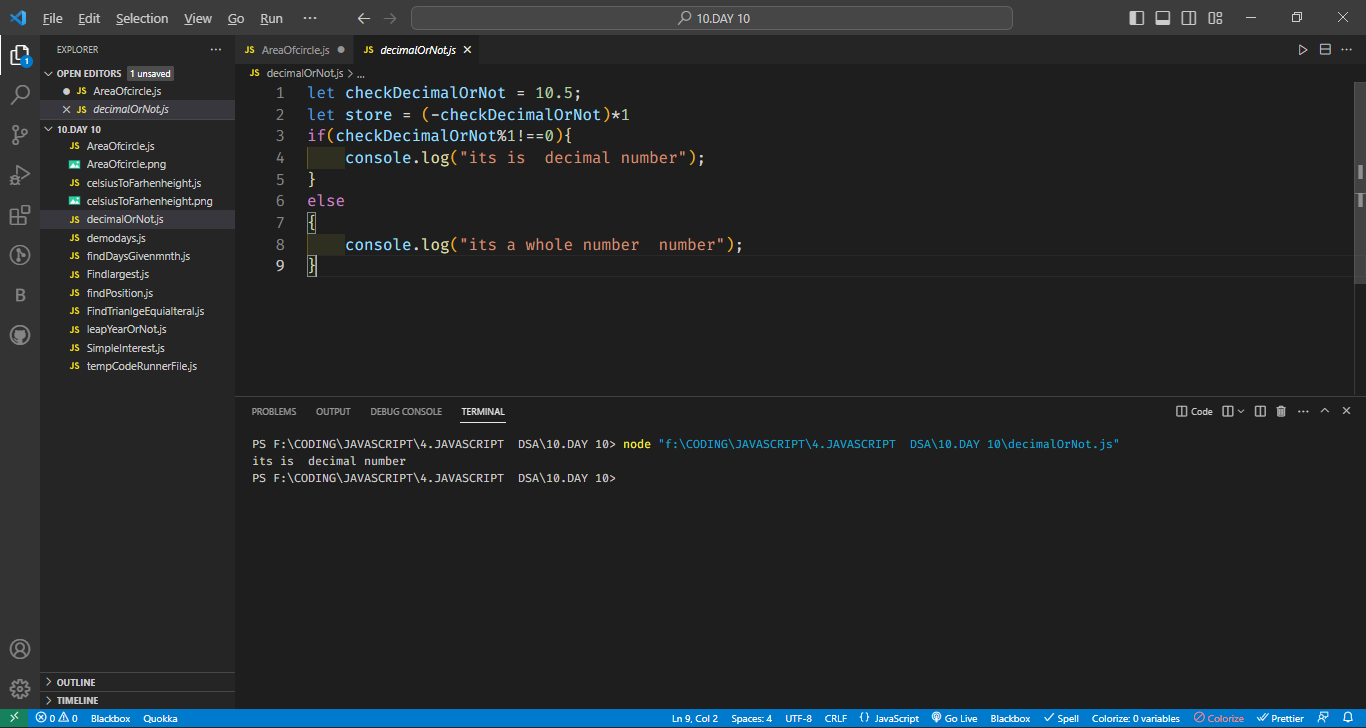 File Edit Selection View Go Run ··· 10.DAY 10
EXPLORER ···
OPEN EDITORS 1 unsaved
JS AreaOfcircle.js
JS decimalOrNot.js
10.DAY 10
JS AreaOfcircle.js
AreaOfcircle.png
JS celsiusToFarhenheight.js
celsiusToFarhenheight.png
JS decimalOrNot.js
JS demodays.js
JS findDaysGivenmnth.js
JS Findlargest.js
JS findPosition.js
JS FindTrianlgeEquialteral.js
JS leapYearOrNot.js
JS SimpleInterest.js
JS tempCodeRunnerFile.js
OUTLINE
TIMELINE
1
B
JS AreaOfcircle.js JS decimalOrNot.js
JS decimalOrNot.js > ...
1 let checkDecimalOrNot = 10.5;
2 let store = (-checkDecimalOrNot)*1
3 if(checkDecimalOrNot%1!==0){
4 console.log("its is  decimal number");
5 }
6 else
7 {
8 console.log("its a whole number  number");
9 }
PROBLEMS OUTPUT DEBUG CONSOLE TERMINAL Code
PS F:\CODING\JAVASCRIPT\4.JAVASCRIPT  DSA\10.DAY 10> node "f:\CODING\JAVASCRIPT\4.JAVASCRIPT  DSA\10.DAY 10\decimalOrNot.js"
its is  decimal number
PS F:\CODING\JAVASCRIPT\4.JAVASCRIPT  DSA\10.DAY 10>
0 0 Blackbox Quokka Ln 9, Col 2 Spaces: 4 UTF-8 CRLF {} JavaScript Go Live Blackbox Spell Colorize: 0 variables Colorize Prettier